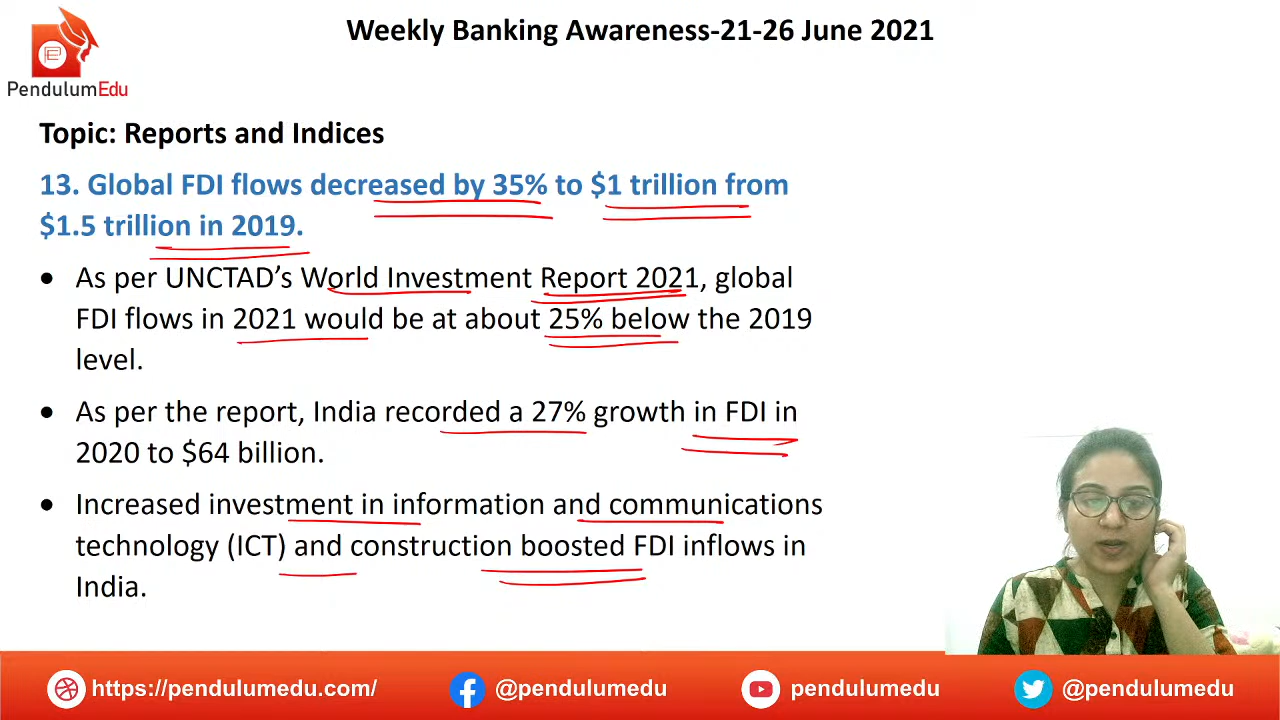 Weekly Banking Awareness-21-26 June 2021
PendulumEdu
Topic: Reports and Indices
13. Global FDI flows decreased by 35% to $1 trillion from
$1.5 trillion in 2019.
• As per UNCTAD's World Investment Report 2021, global
FDI flows in 2021 would be at about 25% below the 2019
level.
• As per the report, India recorded a 27% growth in FDI in
2020 to $64 billion.
• Increased investment in information and communications
technology (ICT) and construction boosted FDI inflows in
India.
https://pendulumedu.com/ @pendulumedu pendulumedu @pendulumedu